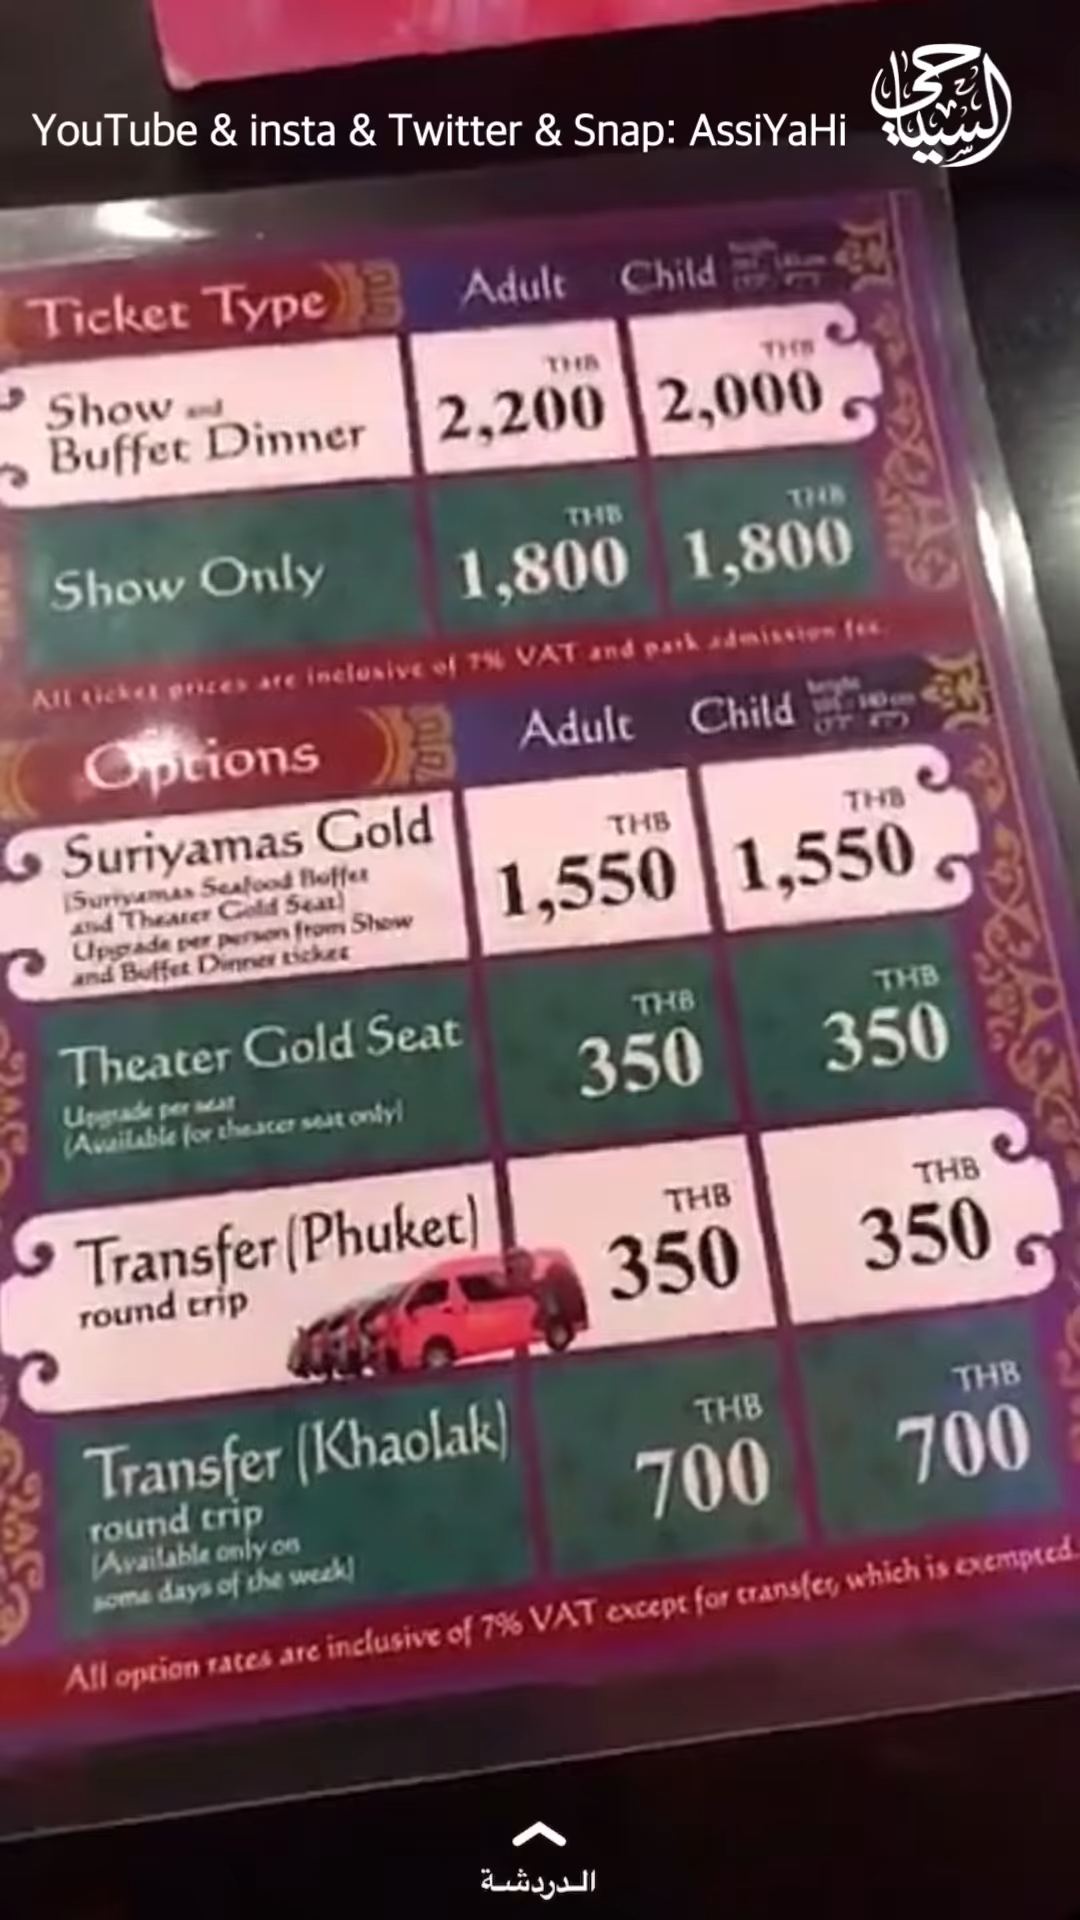 YouTube & insta & Twitter & Snap: AssiYaHi
السياحي
Ticket Type
Adult
Child
Show and
Buffet Dinner
THB
2,200
THB
2,000
Show Only
THB
1,800
THB
1,800
All ticket prices are inclusive of 7% VAT and park admission fee.
Options
Adult
Child
height
Suriyamas Gold
(Suriyamas Seafood Buffet
and Theater Gold Seat)
Upgrade per person from Show
and Buffet Dinner ticket
THB
1,550
THB
1,550
Theater Gold Seat
Upgrade per seat
(Available for theater seat only)
THB
350
THB
350
Transfer (Phuket)
round trip
THB
350
THB
350
Transfer (Khaolak)
round trip
(Available only on
some days of the week)
THB
700
THB
700
All option rates are inclusive of 7% VAT except for transfer, which is exempted.
الـدردشـة